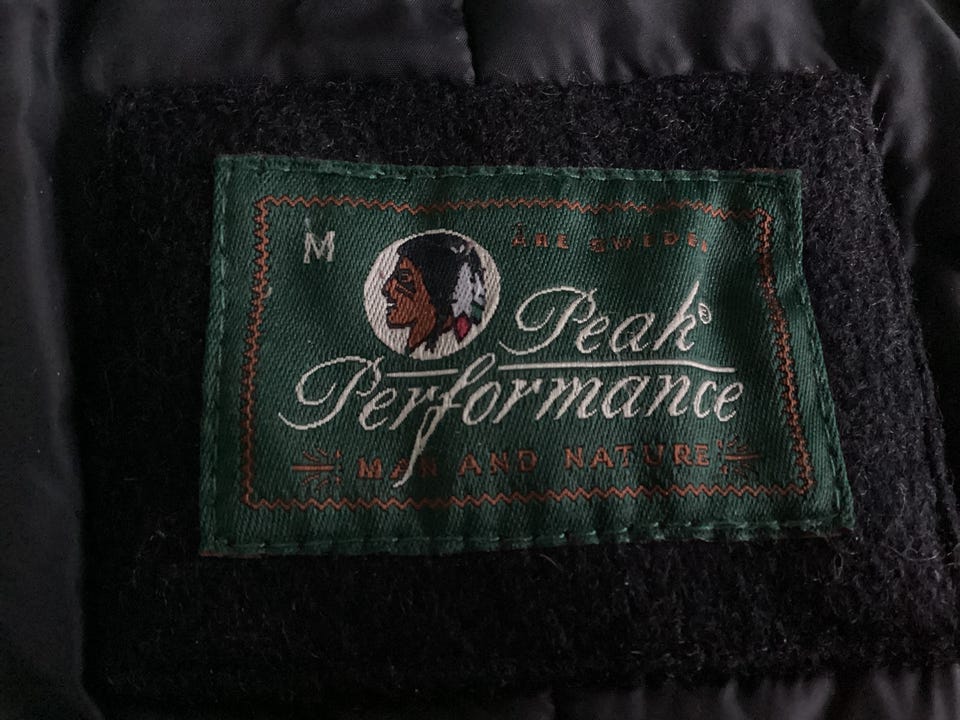 M
ÅRE SWEDEN
Peak®
Performance
MAN AND NATURE